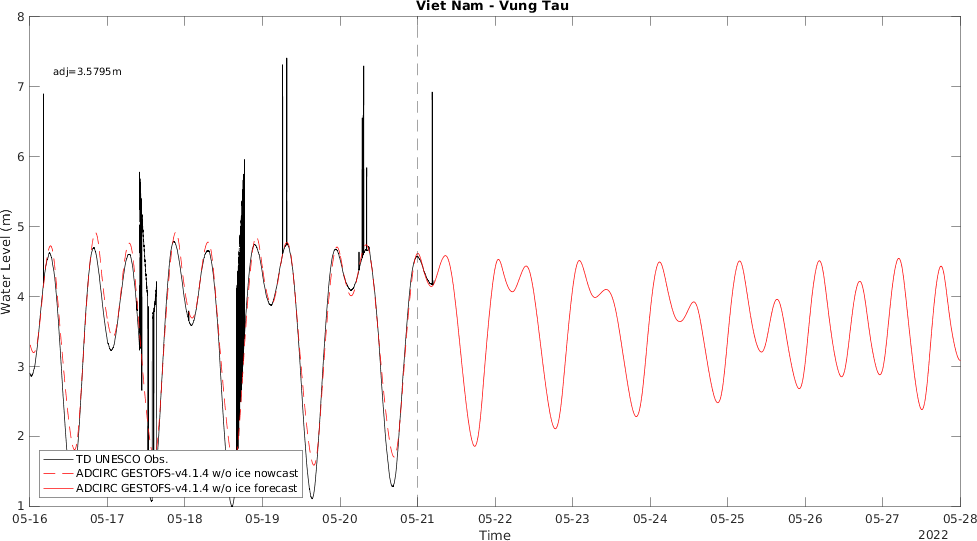 Viet Nam - Vung Tau
adj=3.5795m
Water Level (m)
8
7
6
5
4
3
2
1
TD UNESCO Obs.
ADCIRC GESTOFS-v4.1.4 w/o ice nowcast
ADCIRC GESTOFS-v4.1.4 w/o ice forecast
05-16 05-17 05-18 05-19 05-20 05-21 05-22 05-23 05-24 05-25 05-26 05-27 05-28
Time
2022